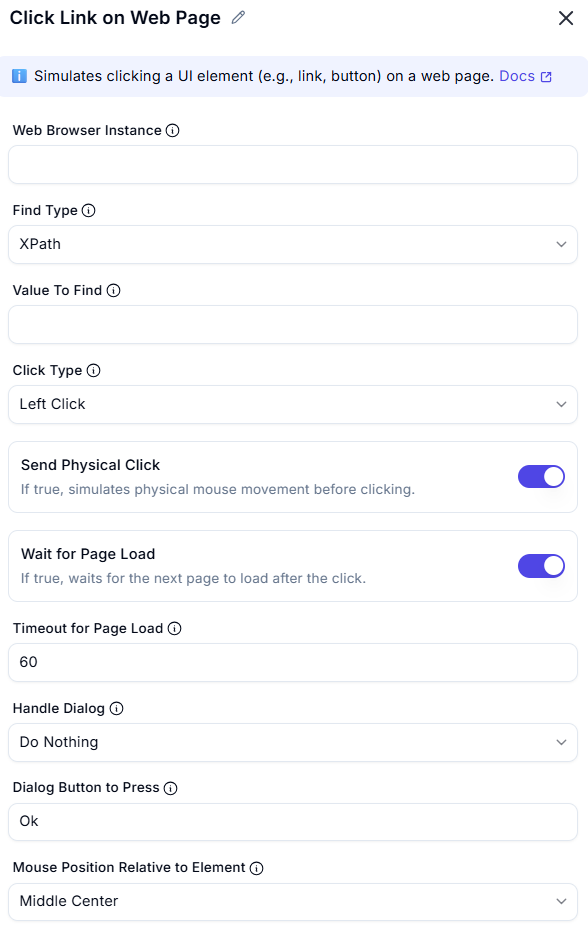 Click Link on Web Page
Simulates clicking a UI element (e.g., link, button) on a web page. Docs
Web Browser Instance
Find Type
XPath
Value To Find
Click Type
Left Click
Send Physical Click
If true, simulates physical mouse movement before clicking.
Wait for Page Load
If true, waits for the next page to load after the click.
Timeout for Page Load
60
Handle Dialog
Do Nothing
Dialog Button to Press
Ok
Mouse Position Relative to Element
Middle Center